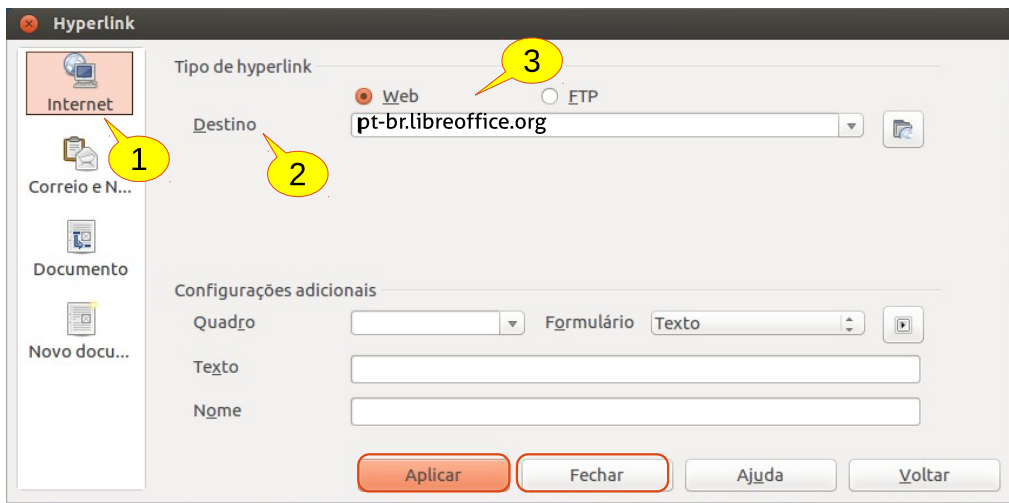 Hyperlink
Internet
1
Correio e N...
Documento
Novo docu...
Tipo de hyperlink
3
Web
FTP
Destino
pt-br.libreoffice.org
2
Configurações adicionais
Quadro
Formulário
Texto
Texto
Nome
Aplicar
Fechar
Ajuda
Voltar